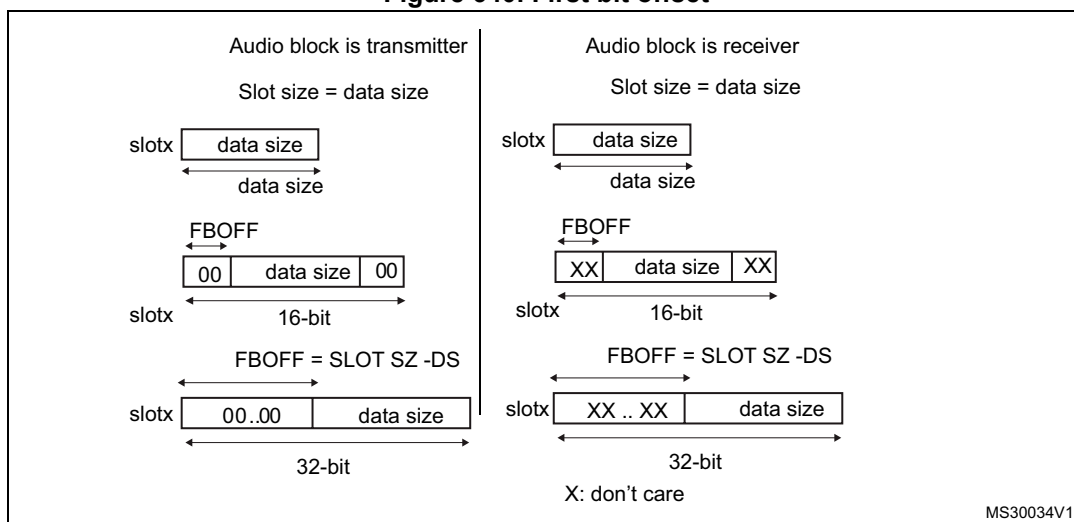 Audio block is transmitter
Slot size = data size
slotx
data size
data size
FBOFF
00
data size
00
slotx
16-bit
FBOFF = SLOT SZ -DS
slotx
00..00
data size
32-bit
Audio block is receiver
Slot size = data size
slotx
data size
data size
FBOFF
XX
data size
XX
slotx
16-bit
FBOFF = SLOT SZ -DS
slotx
XX .. XX
data size
32-bit
X: don't care
MS30034V1